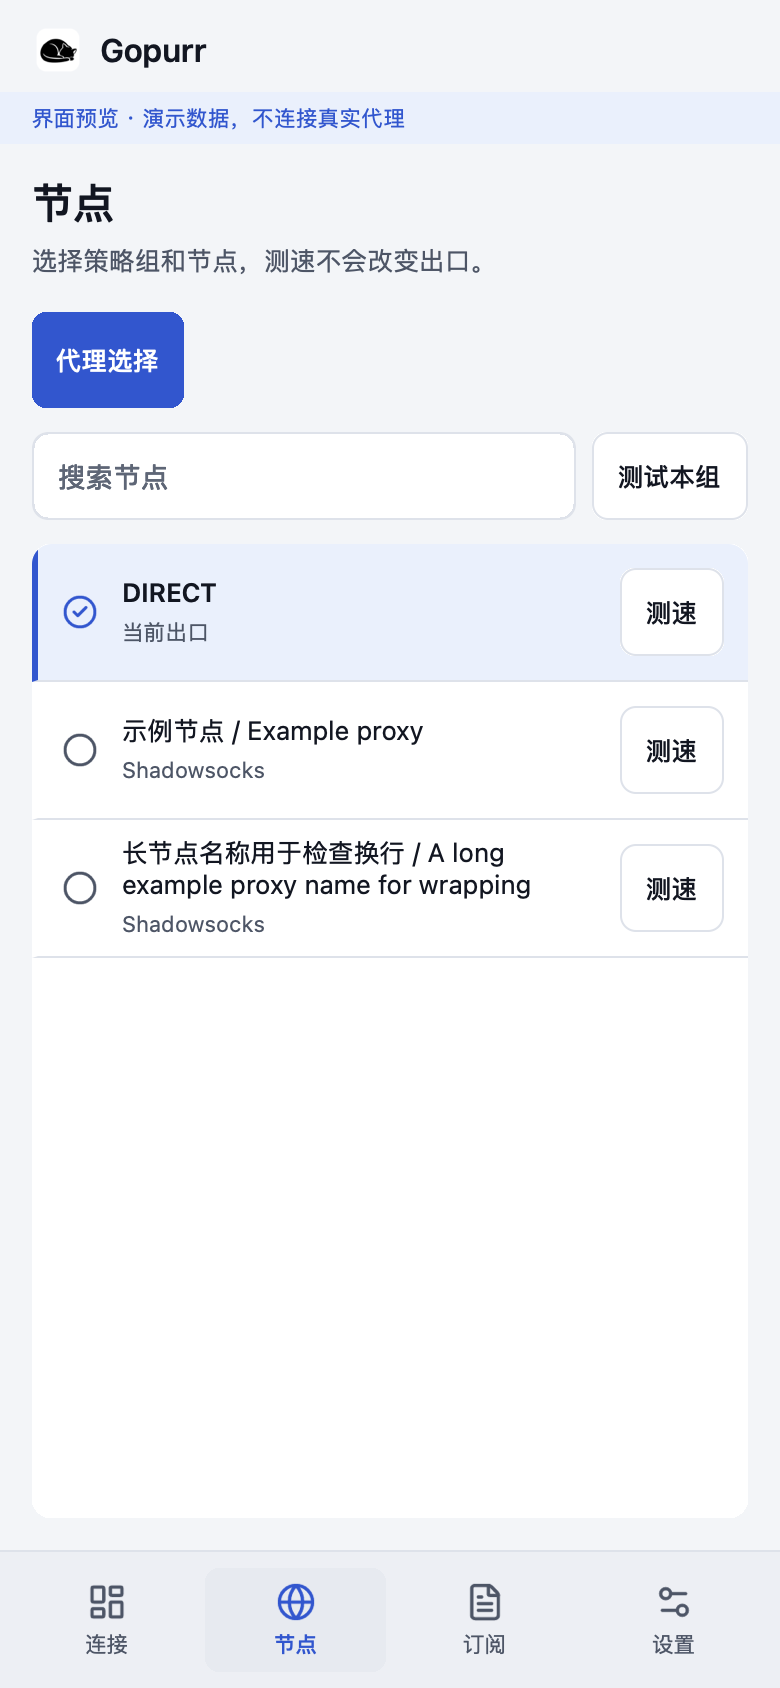 Gopurr
界面预览 · 演示数据，不连接真实代理
节点
选择策略组和节点，测速不会改变出口。
代理选择
搜索节点
测试本组
DIRECT
当前出口
测速
示例节点 / Example proxy
Shadowsocks
测速
长节点名称用于检查换行 / A long
example proxy name for wrapping
Shadowsocks
测速
连接
节点
订阅
设置